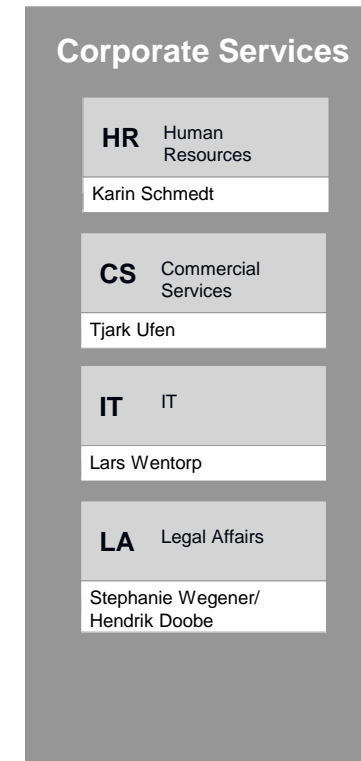 Corporate Services
HR Human
Resources
Karin Schmedt
CS Commercial
Services
Tjark Ufen
IT IT
Lars Wentorp
LA Legal Affairs
Stephanie Wegener/
Hendrik Doobe